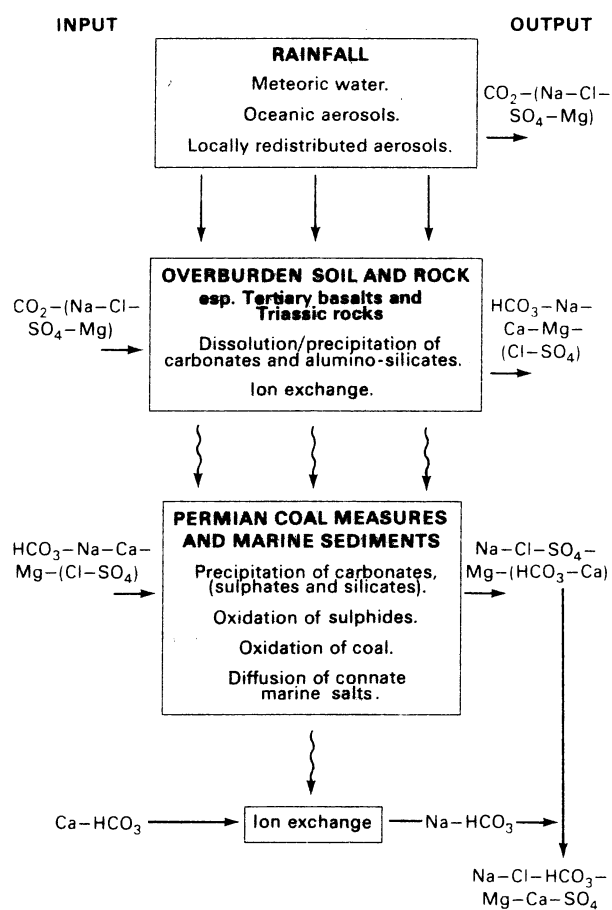 INPUT
OUTPUT
RAINFALL
Meteoric water.
Oceanic aerosols.
Locally redistributed aerosols.
CO₂–(Na–Cl–
SO₄–Mg)
OVERBURDEN SOIL AND ROCK
esp. Tertiary basalts and
Triassic rocks
Dissolution/precipitation of
carbonates and alumino-silicates.
Ion exchange.
CO₂–(Na–Cl–
SO₄–Mg)
HCO₃–Na–
Ca–Mg–
(Cl–SO₄)
PERMIAN COAL MEASURES
AND MARINE SEDIMENTS
Precipitation of carbonates,
(sulphates and silicates).
Oxidation of sulphides.
Oxidation of coal.
Diffusion of connate
marine salts.
HCO₃–Na–Ca–
Mg–(Cl–SO₄)
Na–Cl–SO₄–
Mg–(HCO₃–Ca)
Ca–HCO₃
Ion exchange
Na–HCO₃
Na–Cl–HCO₃–
Mg–Ca–SO₄